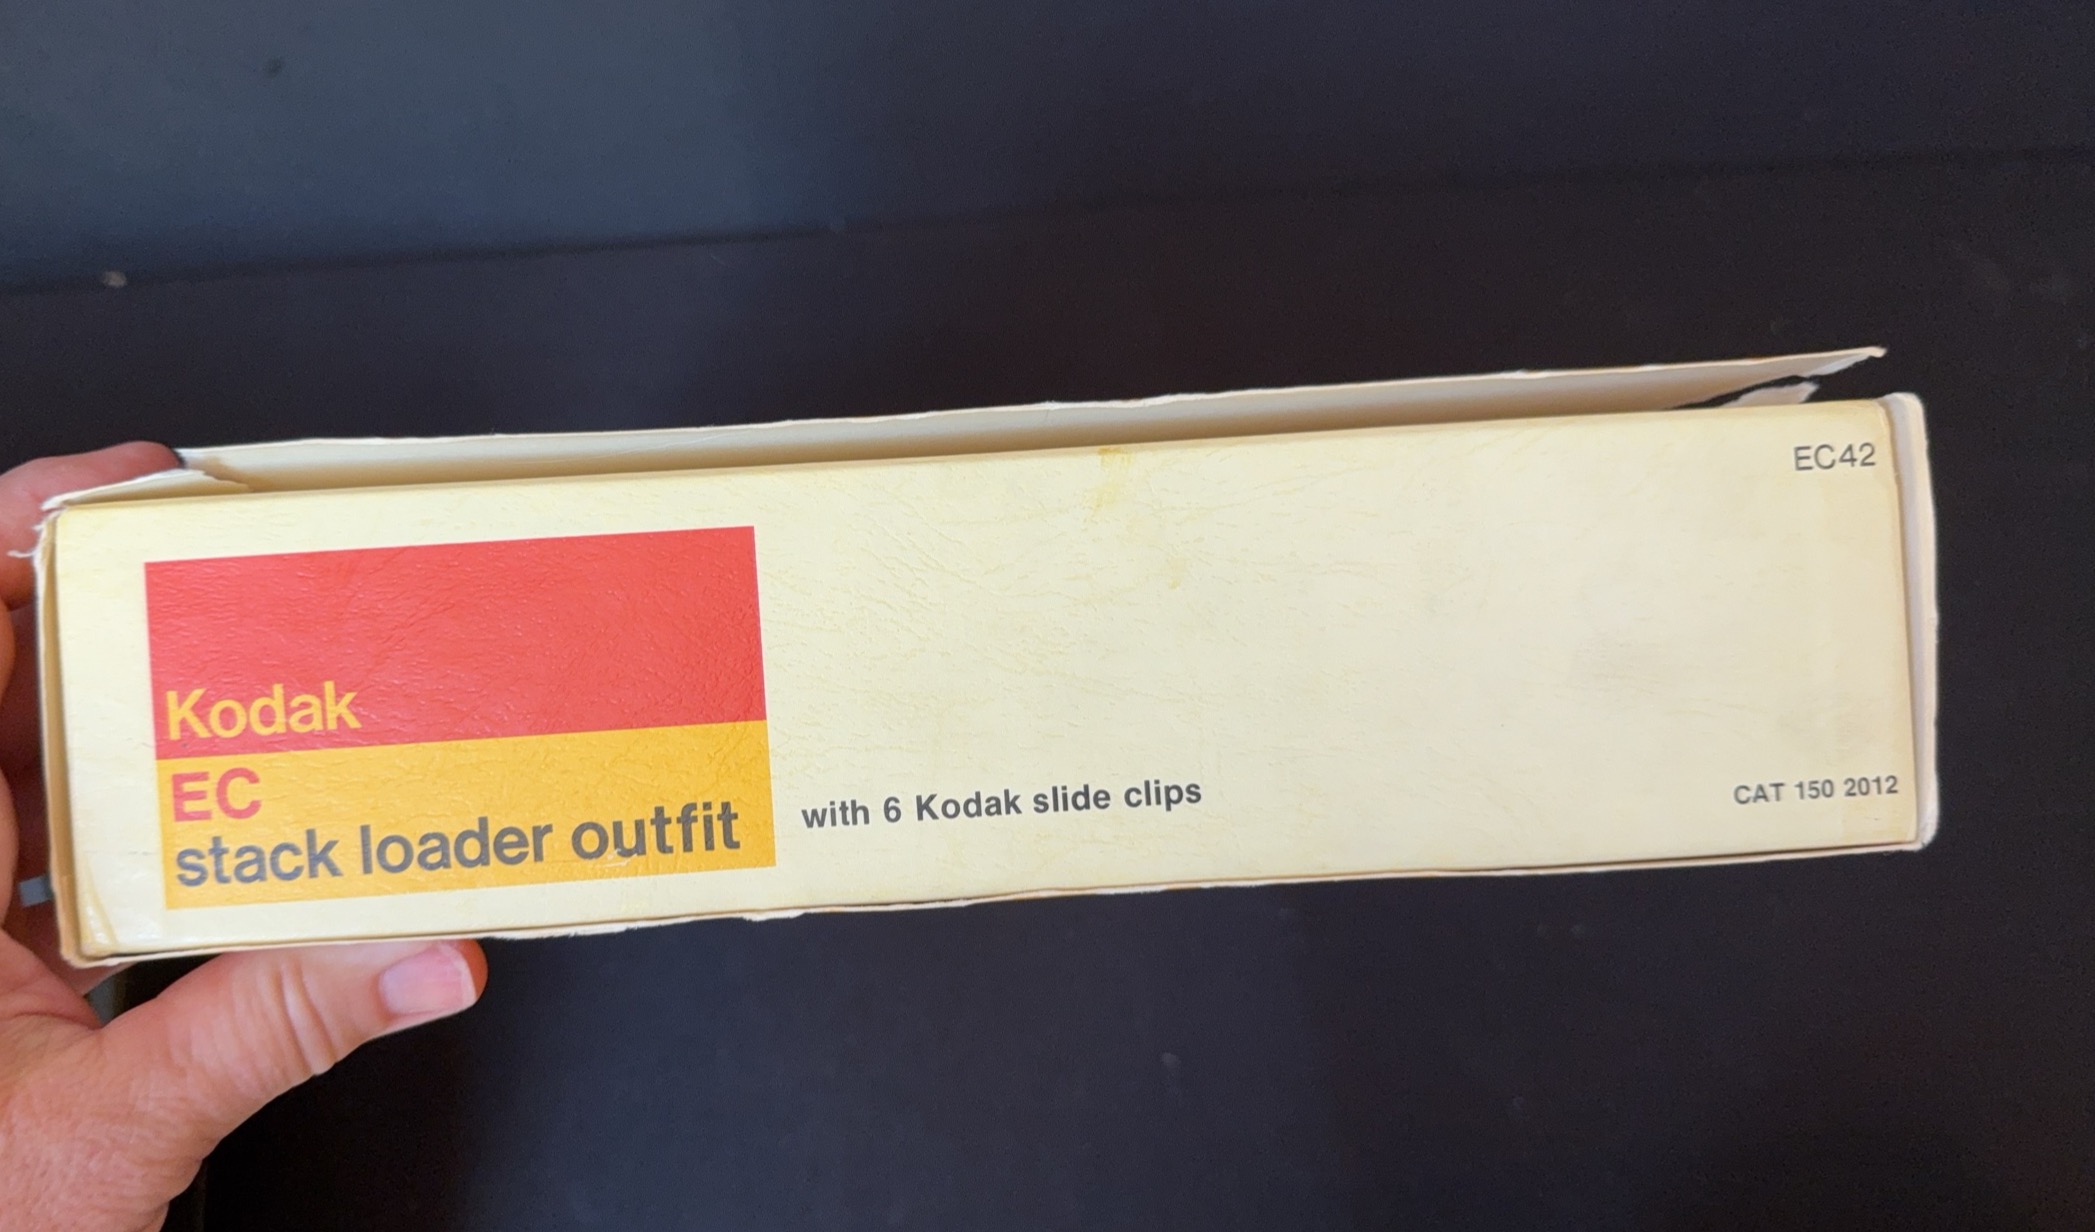 EC42
Kodak
EC
stack loader outfit
with 6 Kodak slide clips
CAT 150 2012